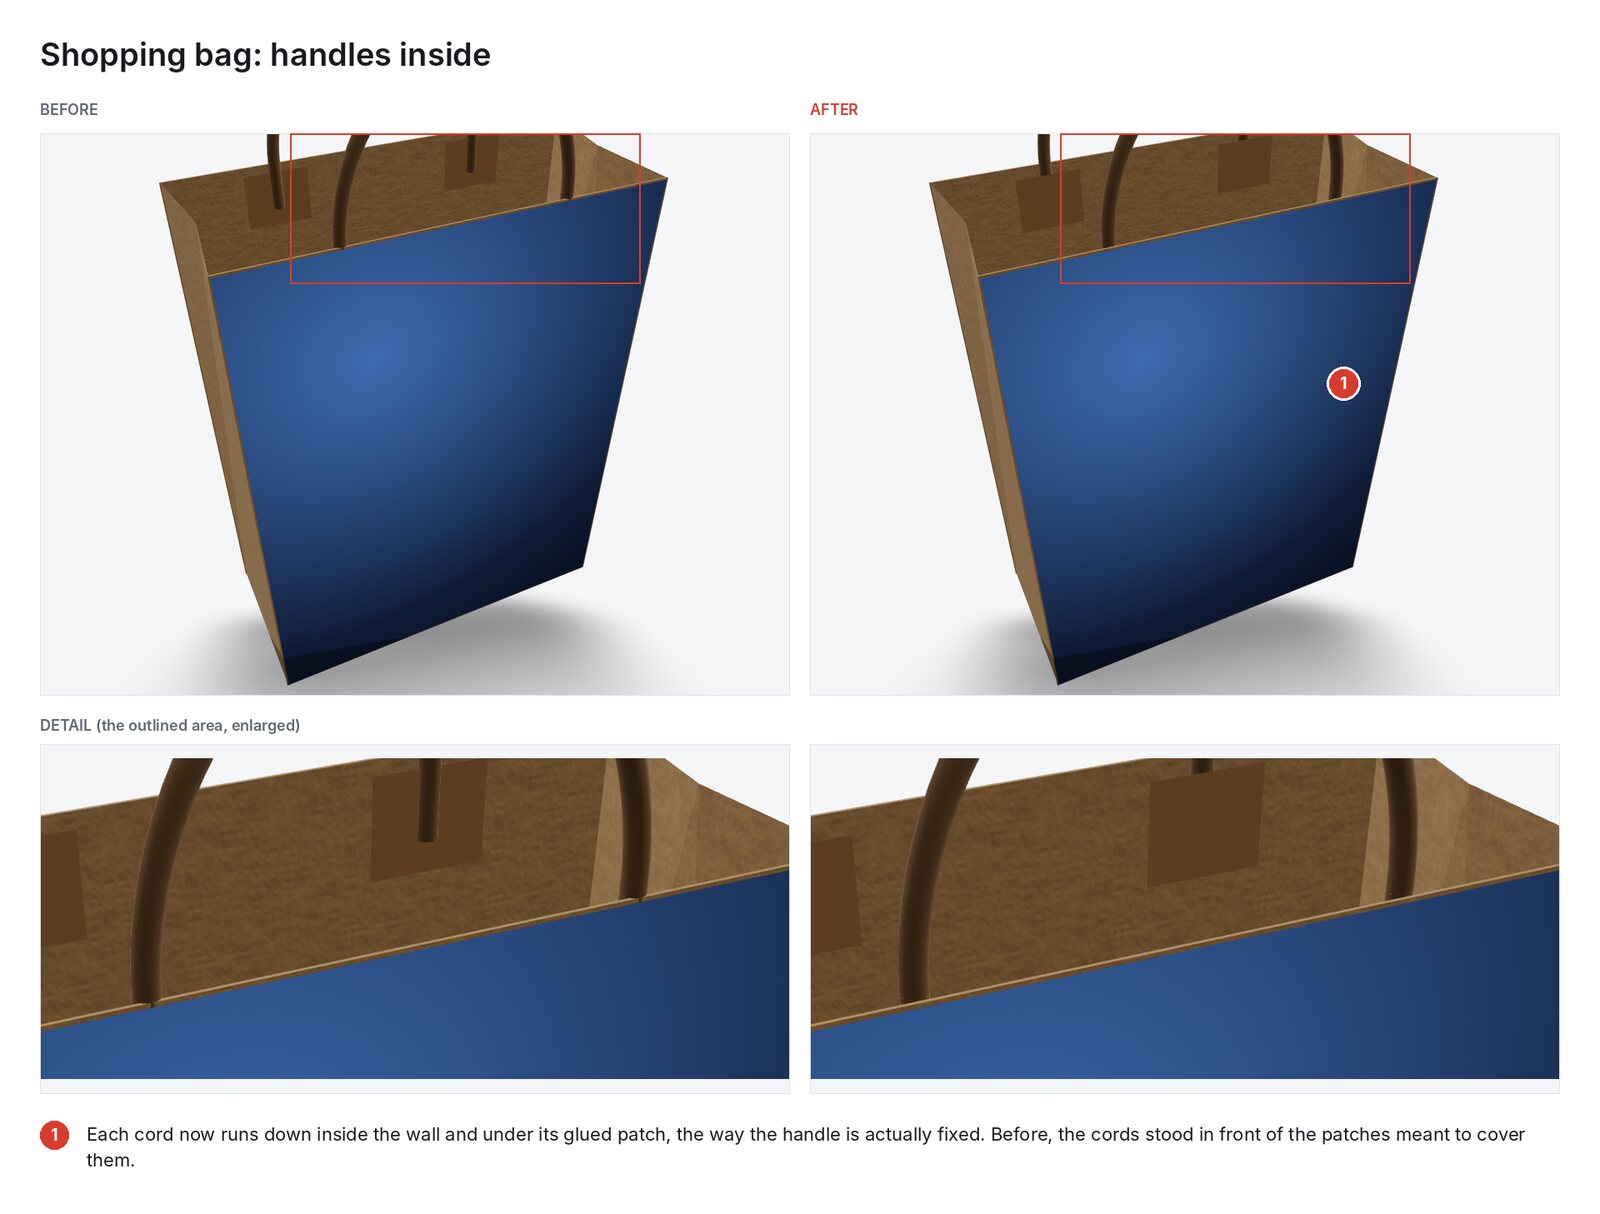 Shopping bag: handles inside
BEFORE
AFTER
1
DETAIL (the outlined area, enlarged)
1 Each cord now runs down inside the wall and under its glued patch, the way the handle is actually fixed. Before, the cords stood in front of the patches meant to cover
them.